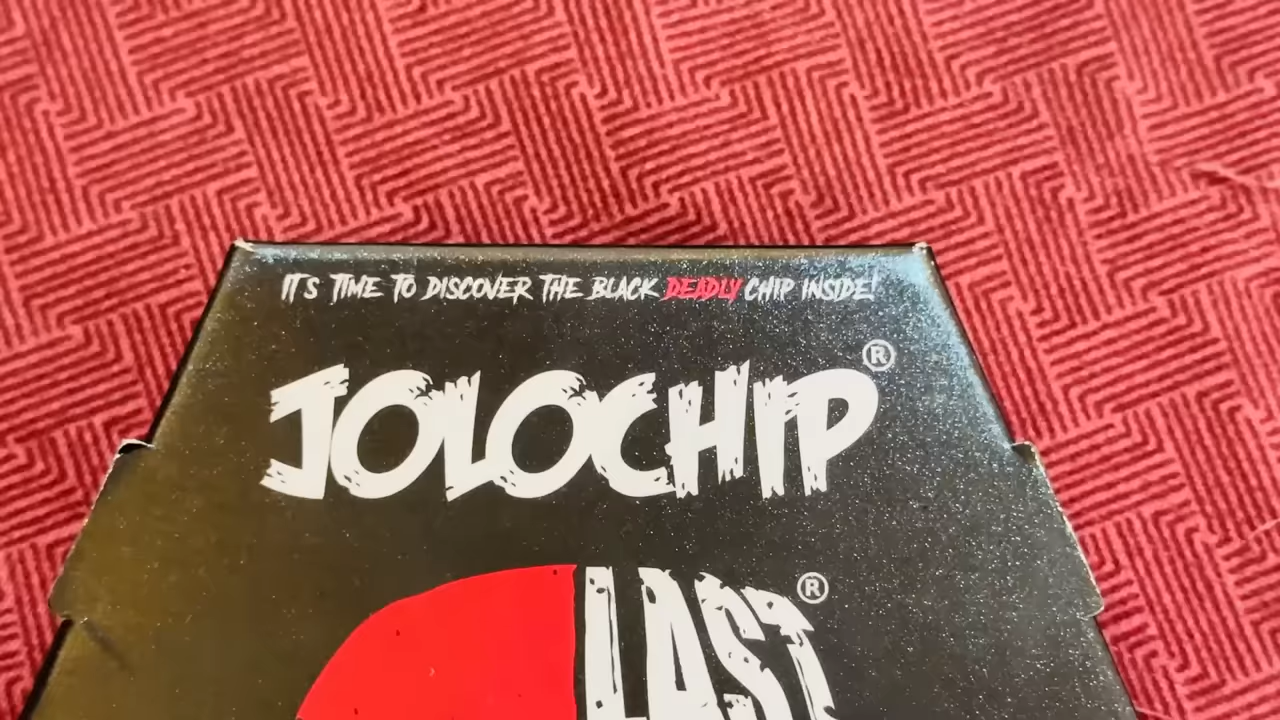 IT'S TIME TO DISCOVER THE BLACK DEADLY CHIP INSIDE!
JOLOCHIP®
LAST®